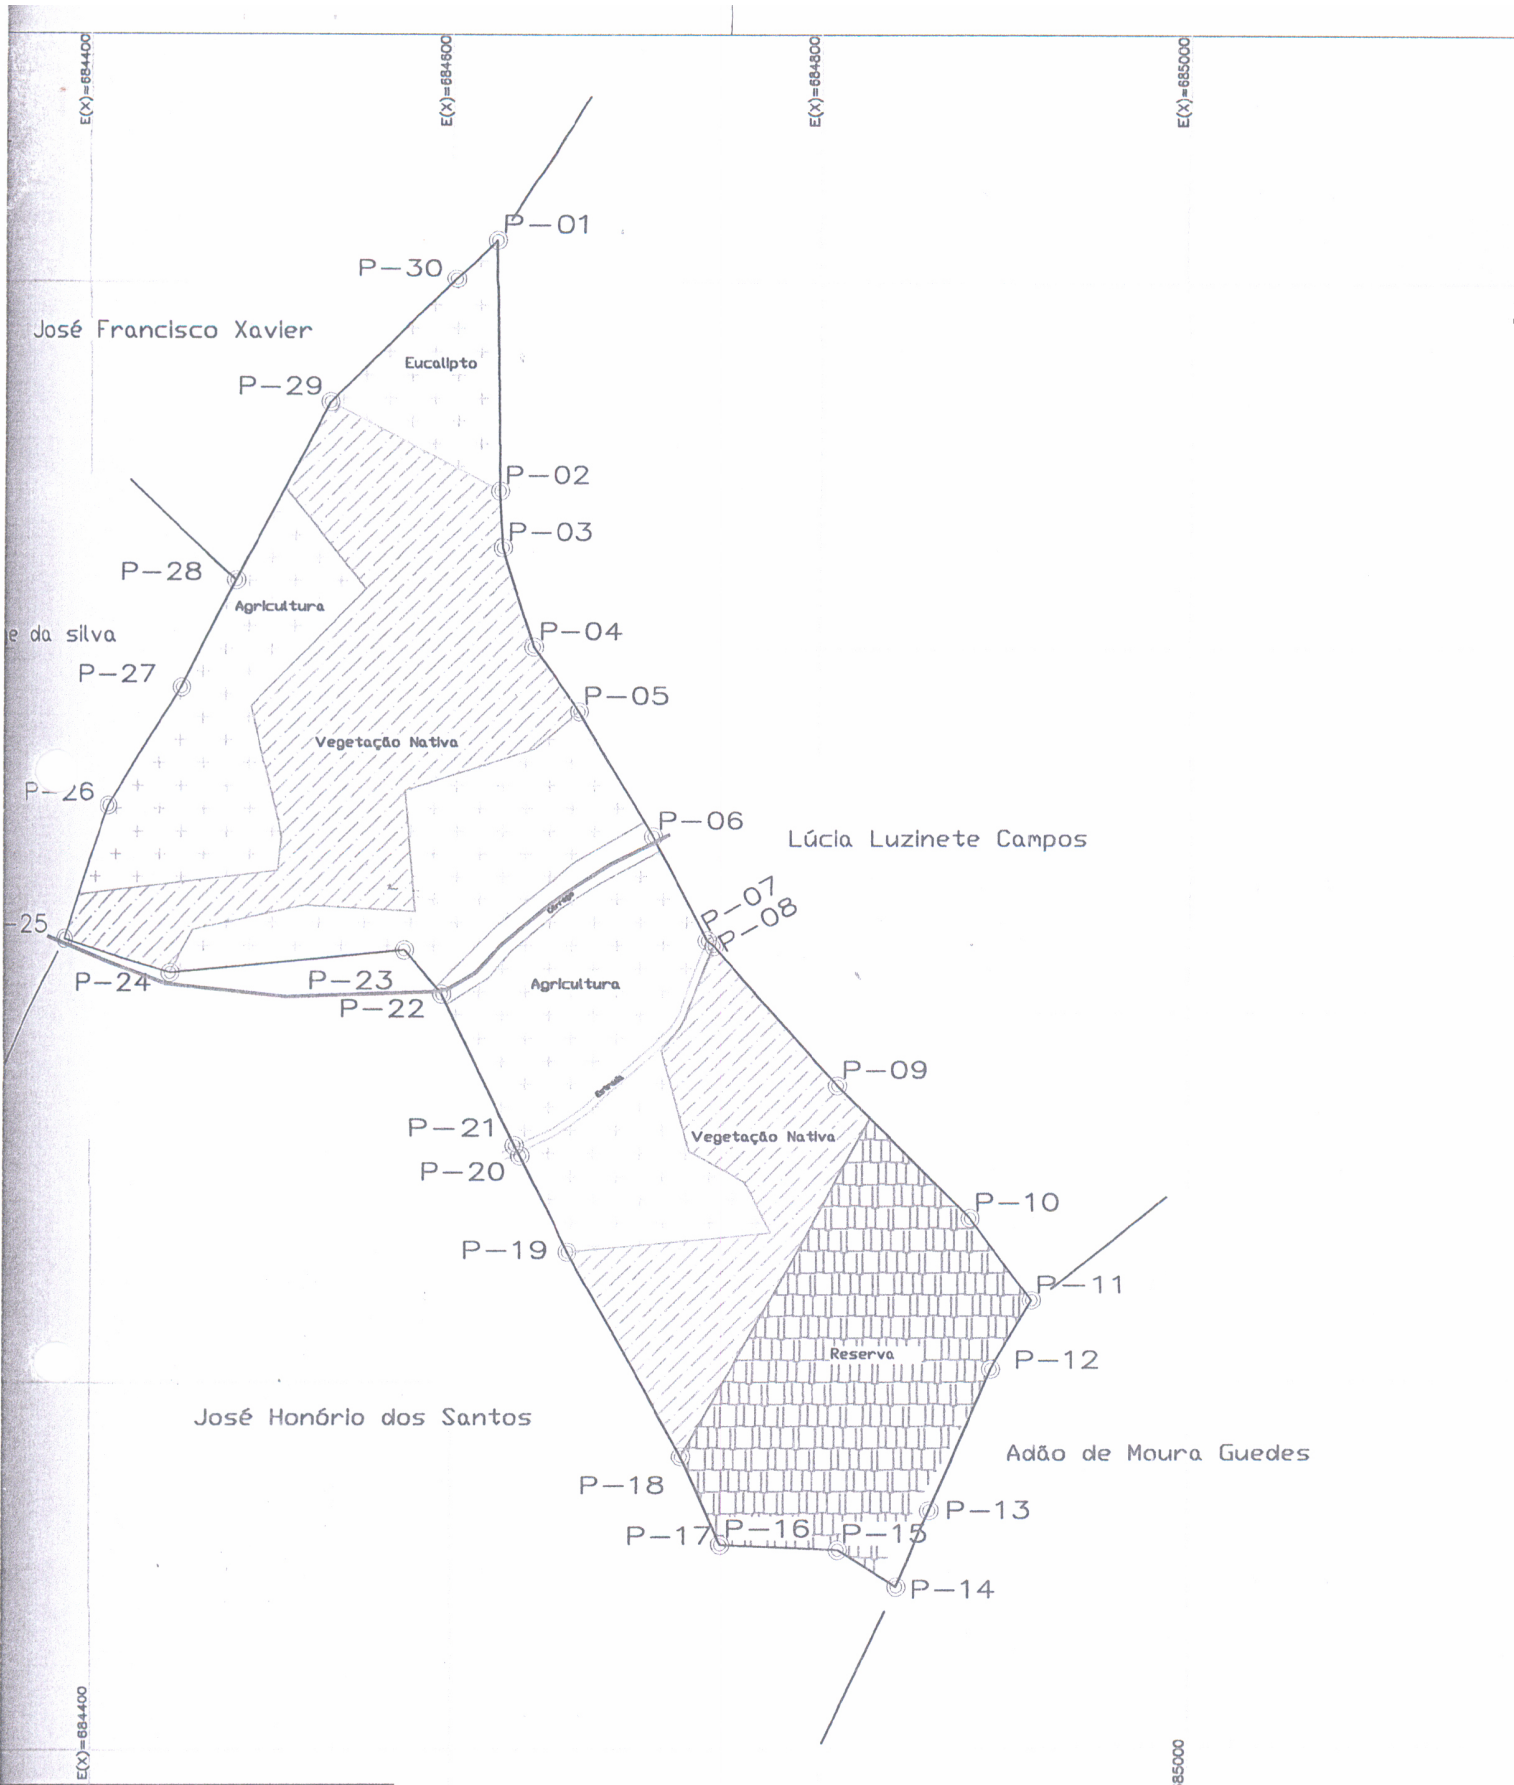 E(X)=684400
E(X)=684600
E(X)=684800
E(X)=685000
P-01
P-30
José Francisco Xavier
Eucalipto
P-29
P-02
P-03
P-28
Agricultura
P-04
e da silva
P-27
P-05
Vegetação Nativa
P-26
P-06
Lúcia Luzinete Campos
P-07
Córrego
P-08
-25
P-24
P-23
Agricultura
P-22
P-09
Estrada
P-21
Vegetação Nativa
P-20
P-10
P-19
P-11
Reserva
P-12
José Honório dos Santos
Adão de Moura Guedes
P-18
P-13
P-17
P-16
P-15
P-14
E(X)=684400
685000